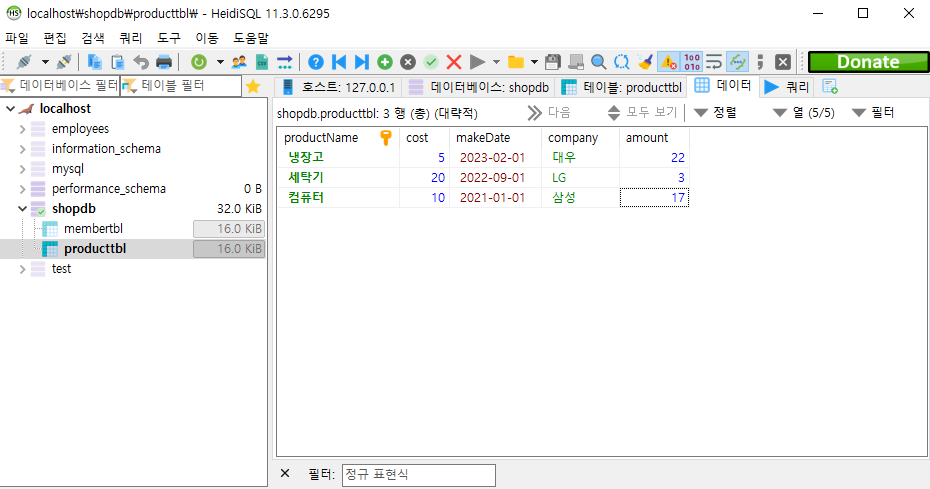 localhost₩shopdb₩producttbl₩ - HeidiSQL 11.3.0.6295
파일 편집 검색 쿼리 도구 이동 도움말
Donate
데이터베이스 필터 테이블 필터
호스트: 127.0.0.1 데이터베이스: shopdb 테이블: producttbl 데이터 쿼리
shopdb.producttbl: 3 행 (총) (대략적) 다음 모두 보기 정렬 열 (5/5) 필터
localhost
employees
information_schema
mysql
performance_schema 0 B
shopdb 32.0 KiB
membertbl 16.0 KiB
producttbl 16.0 KiB
test
productName cost makeDate company amount
냉장고 5 2023-02-01 대우 22
세탁기 20 2022-09-01 LG 3
컴퓨터 10 2021-01-01 삼성 17
필터: 정규 표현식